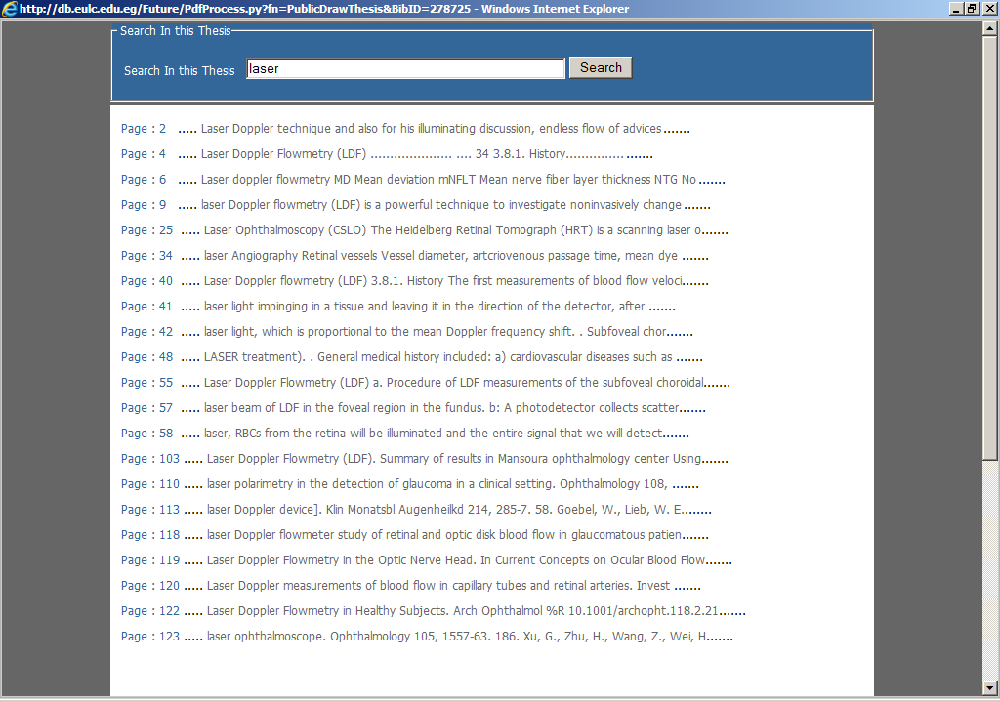 http://db.eulc.edu.eg/Future/PdfProcess.py?fn=PublicDrawThesis&BibID=278725 - Windows Internet Explorer
Search In this Thesis
Search In this Thesis laser Search
Page : 2 ..... Laser Doppler technique and also for his illuminating discussion, endless flow of advices.......
Page : 4 ..... Laser Doppler Flowmetry (LDF) ...................... .... 34 3.8.1. History............... .......
Page : 6 ..... Laser doppler flowmetry MD Mean deviation mNFLT Mean nerve fiber layer thickness NTG No .......
Page : 9 ..... laser Doppler flowmetry (LDF) is a powerful technique to investigate noninvasively change .......
Page : 25 ..... Laser Ophthalmoscopy (CSLO) The Heidelberg Retinal Tomograph (HRT) is a scanning laser o.......
Page : 34 ..... laser Angiography Retinal vessels Vessel diameter, artcriovenous passage time, mean dye .......
Page : 40 ..... Laser Doppler flowmetry (LDF) 3.8.1. History The first measurements of blood flow veloci.......
Page : 41 ..... laser light impinging in a tissue and leaving it in the direction of the detector, after .......
Page : 42 ..... laser light, which is proportional to the mean Doppler frequency shift. . Subfoveal chor.......
Page : 48 ..... LASER treatment). . General medical history included: a) cardiovascular diseases such as .......
Page : 55 ..... Laser Doppler Flowmetry (LDF) a. Procedure of LDF measurements of the subfoveal choroidal.......
Page : 57 ..... laser beam of LDF in the foveal region in the fundus. b: A photodetector collects scatter.......
Page : 58 ..... laser, RBCs from the retina will be illuminated and the entire signal that we will detect.......
Page : 103 ..... Laser Doppler Flowmetry (LDF). Summary of results in Mansoura ophthalmology center Using.......
Page : 110 ..... laser polarimetry in the detection of glaucoma in a clinical setting. Ophthalmology 108, .......
Page : 113 ..... laser Doppler device]. Klin Monatsbl Augenheilkd 214, 285-7. 58. Goebel, W., Lieb, W. E........
Page : 118 ..... laser Doppler flowmeter study of retinal and optic disk blood flow in glaucomatous patien.......
Page : 119 ..... Laser Doppler Flowmetry in the Optic Nerve Head. In Current Concepts on Ocular Blood Flow.......
Page : 120 ..... Laser Doppler measurements of blood flow in capillary tubes and retinal arteries. Invest .......
Page : 122 ..... Laser Doppler Flowmetry in Healthy Subjects. Arch Ophthalmol %R 10.1001/archopht.118.2.21.......
Page : 123 ..... laser ophthalmoscope. Ophthalmology 105, 1557-63. 186. Xu, G., Zhu, H., Wang, Z., Wei, H.......